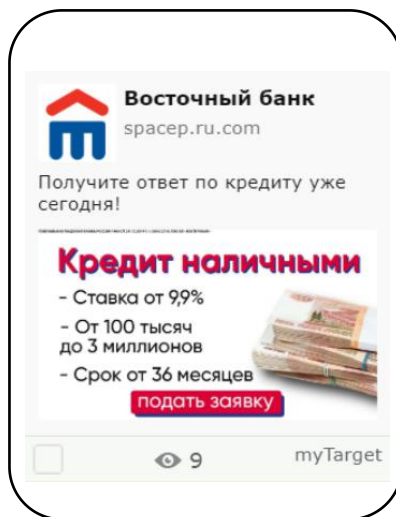 Восточный банк
spacep.ru.com
Получите ответ по кредиту уже
сегодня!
Кредит наличными
- Ставка от 9,9%
- От 100 тысяч
до 3 миллионов
- Срок от 36 месяцев
подать заявку
9
myTarget